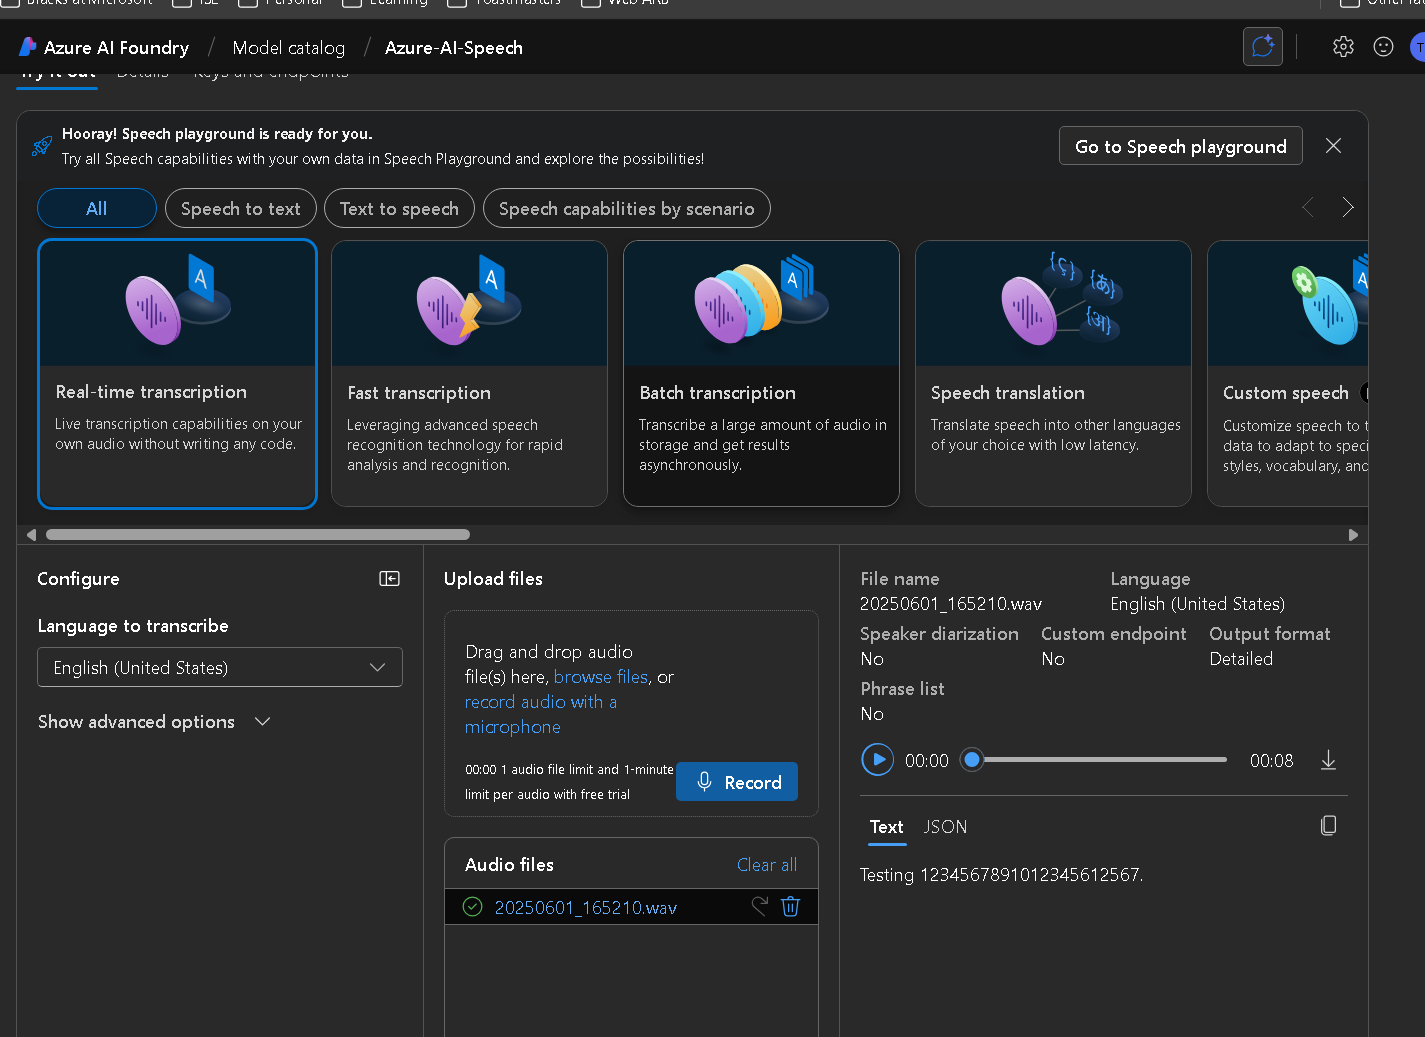 Blacks at Microsoft ISE Personal Learning Toastmasters Web ARB
Azure AI Foundry / Model catalog / Azure-AI-Speech
Try it out Details Keys and endpoints
Hooray! Speech playground is ready for you.
Try all Speech capabilities with your own data in Speech Playground and explore the possibilities!
Go to Speech playground
All Speech to text Text to speech Speech capabilities by scenario
Real-time transcription
Live transcription capabilities on your
own audio without writing any code.
Fast transcription
Leveraging advanced speech
recognition technology for rapid
analysis and recognition.
Batch transcription
Transcribe a large amount of audio in
storage and get results
asynchronously.
Speech translation
Translate speech into other languages
of your choice with low latency.
Custom speech
Customize speech to
data to adapt to
styles, vocabulary,
Configure
Language to transcribe
English (United States)
Show advanced options
Upload files
Drag and drop audio
file(s) here, browse files, or
record audio with a
microphone
00:00 1 audio file limit and 1-minute
limit per audio with free trial
Record
Audio files Clear all
20250601_165210.wav
File name Language
20250601_165210.wav English (United States)
Speaker diarization Custom endpoint Output format
No No Detailed
Phrase list
No
00:00 00:08
Text JSON
Testing 1234567891012345612567.